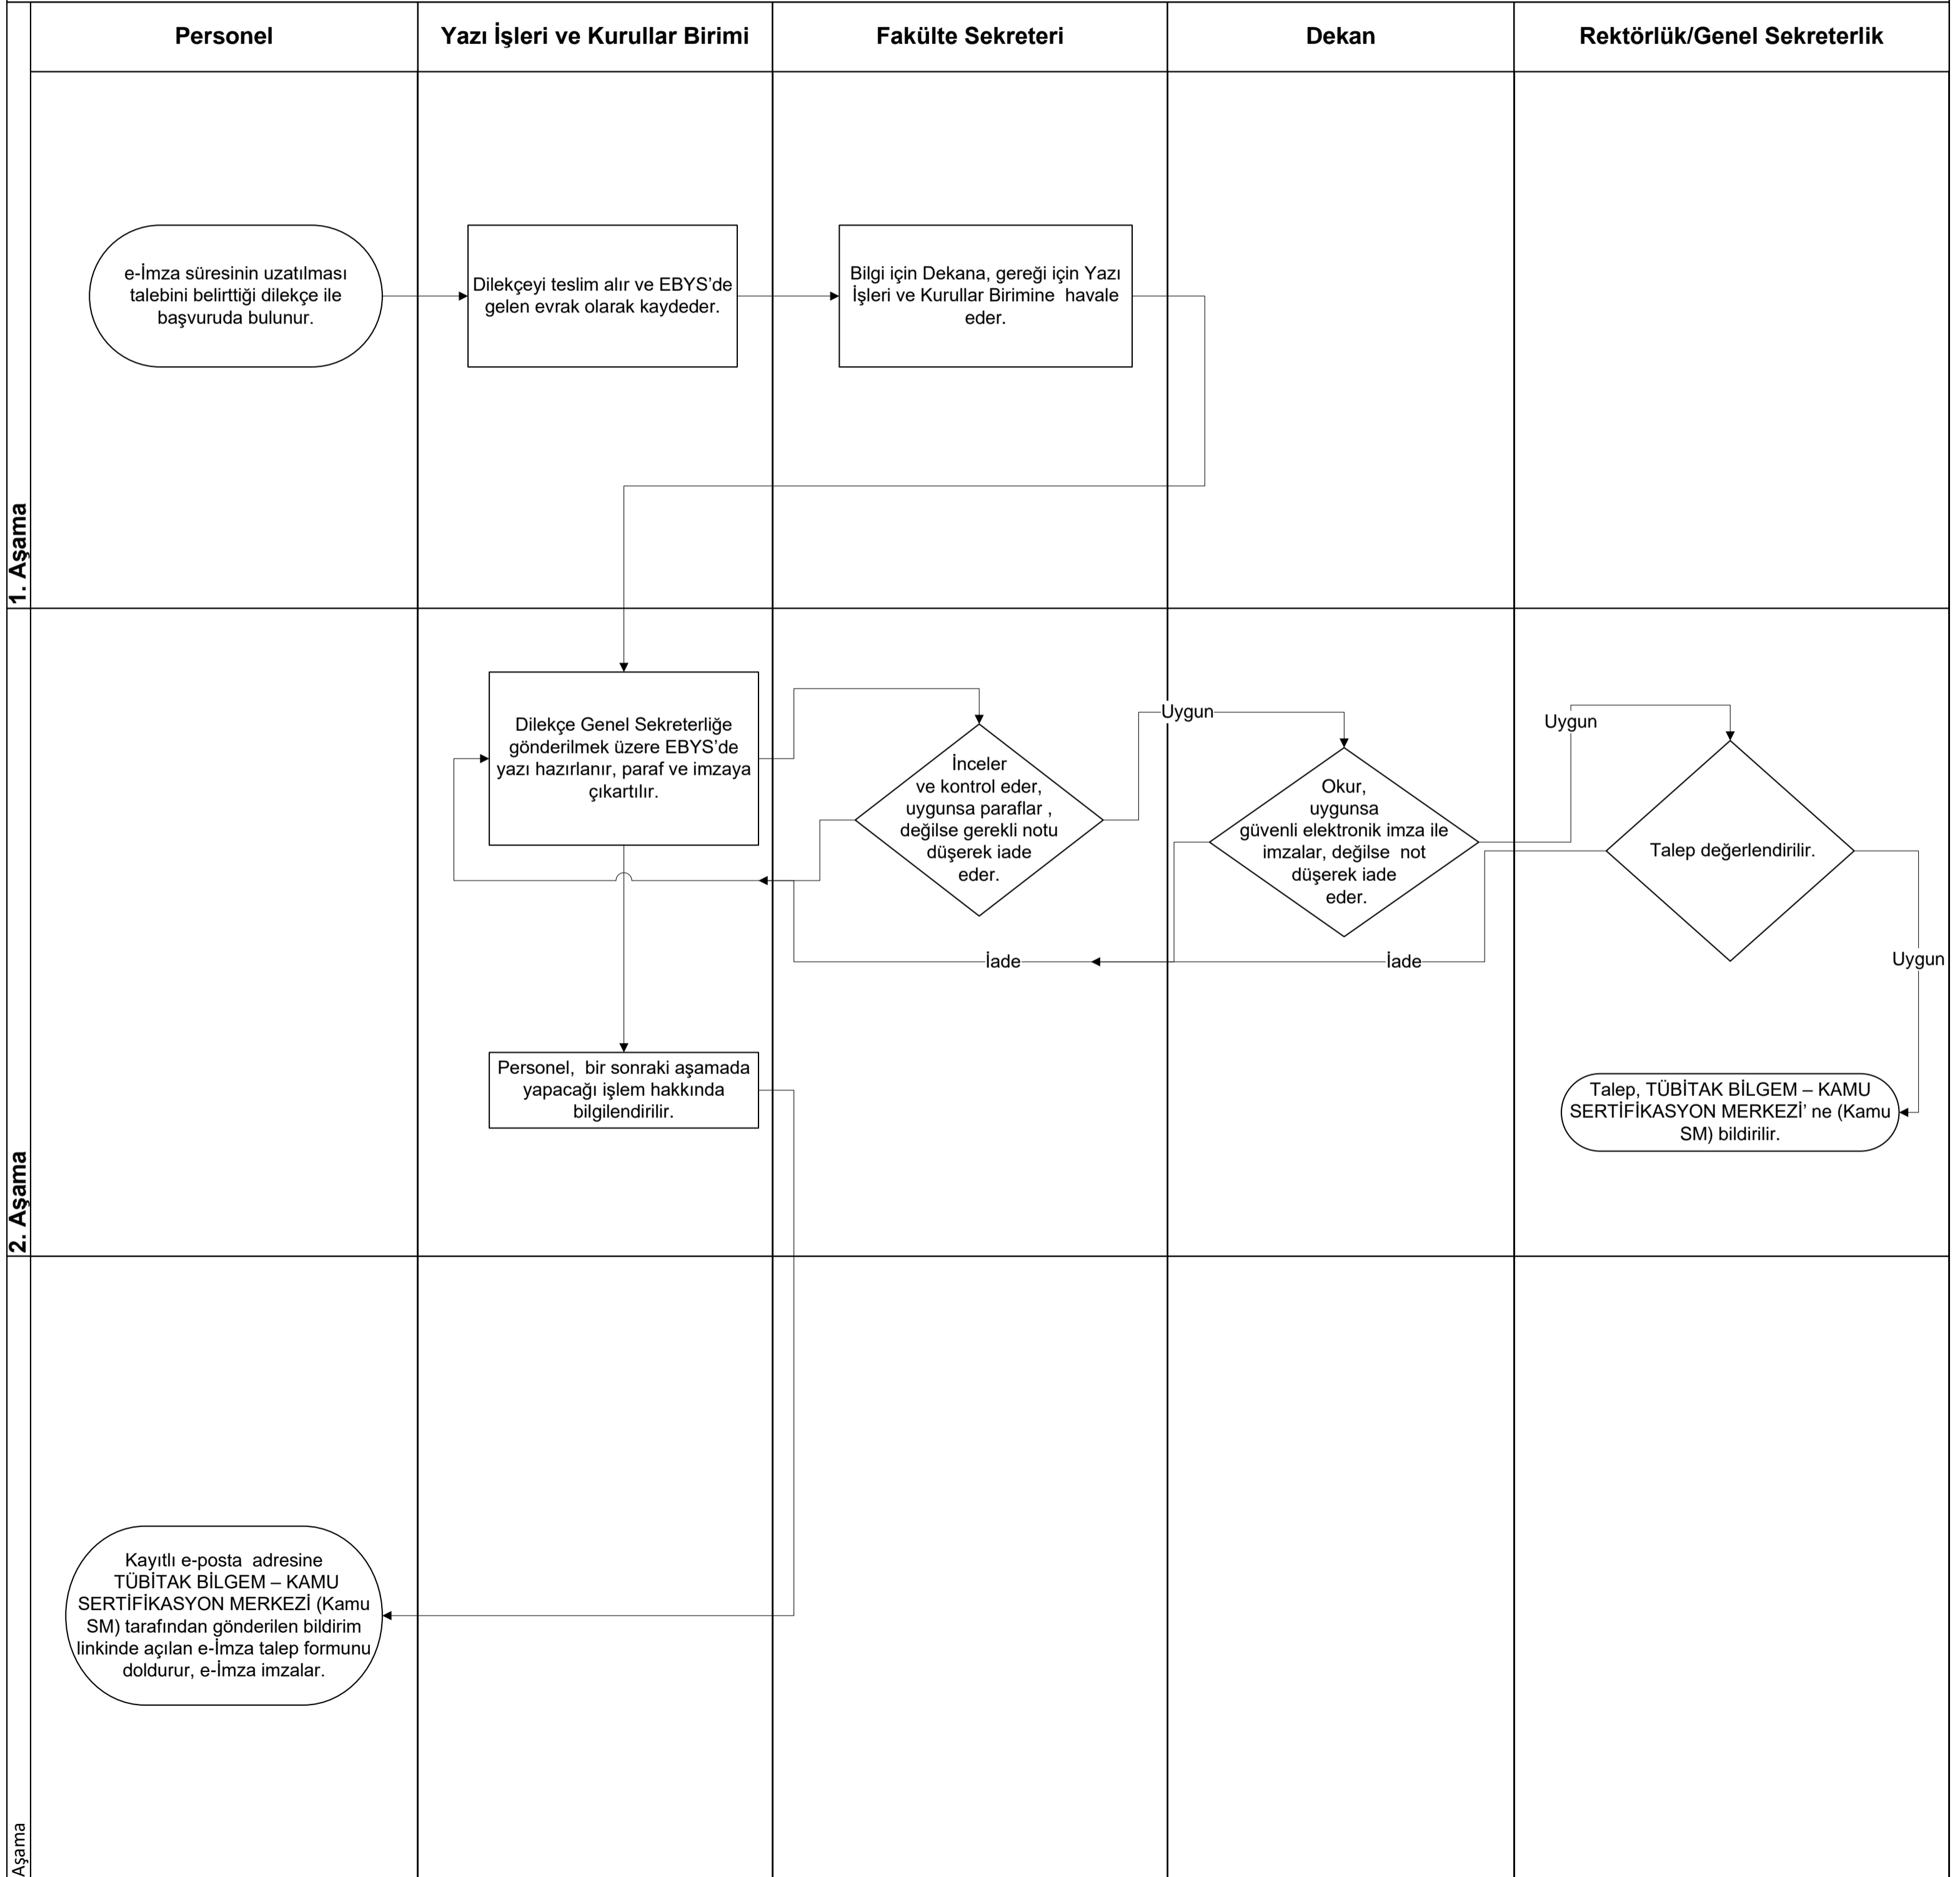 Personel
Yazı İşleri ve Kurullar Birimi
Fakülte Sekreteri
Dekan
Rektörlük/Genel Sekreterlik
1. Aşama
e-İmza süresinin uzatılması
talebini belirttiği dilekçe ile
başvuruda bulunur.
Dilekçeyi teslim alır ve EBYS’de
gelen evrak olarak kaydeder.
Bilgi için Dekana, gereği için Yazı
İşleri ve Kurullar Birimine havale
eder.
2. Aşama
Dilekçe Genel Sekreterliğe
gönderilmek üzere EBYS’de
yazı hazırlanır, paraf ve imzaya
çıkartılır.
İnceler
ve kontrol eder,
uygunsa paraflar ,
değilse gerekli notu
düşerek iade
eder.
Uygun
Okur,
uygunsa
güvenli elektronik imza ile
imzalar, değilse not
düşerek iade
eder.
Uygun
Talep değerlendirilir.
İade
İade
Uygun
Personel, bir sonraki aşamada
yapacağı işlem hakkında
bilgilendirilir.
Talep, TÜBİTAK BİLGEM – KAMU
SERTİFİKASYON MERKEZİ’ ne (Kamu
SM) bildirilir.
Aşama
Kayıtlı e-posta adresine
TÜBİTAK BİLGEM – KAMU
SERTİFİKASYON MERKEZİ (Kamu
SM) tarafından gönderilen bildirim
linkinde açılan e-İmza talep formunu
doldurur, e-İmza imzalar.